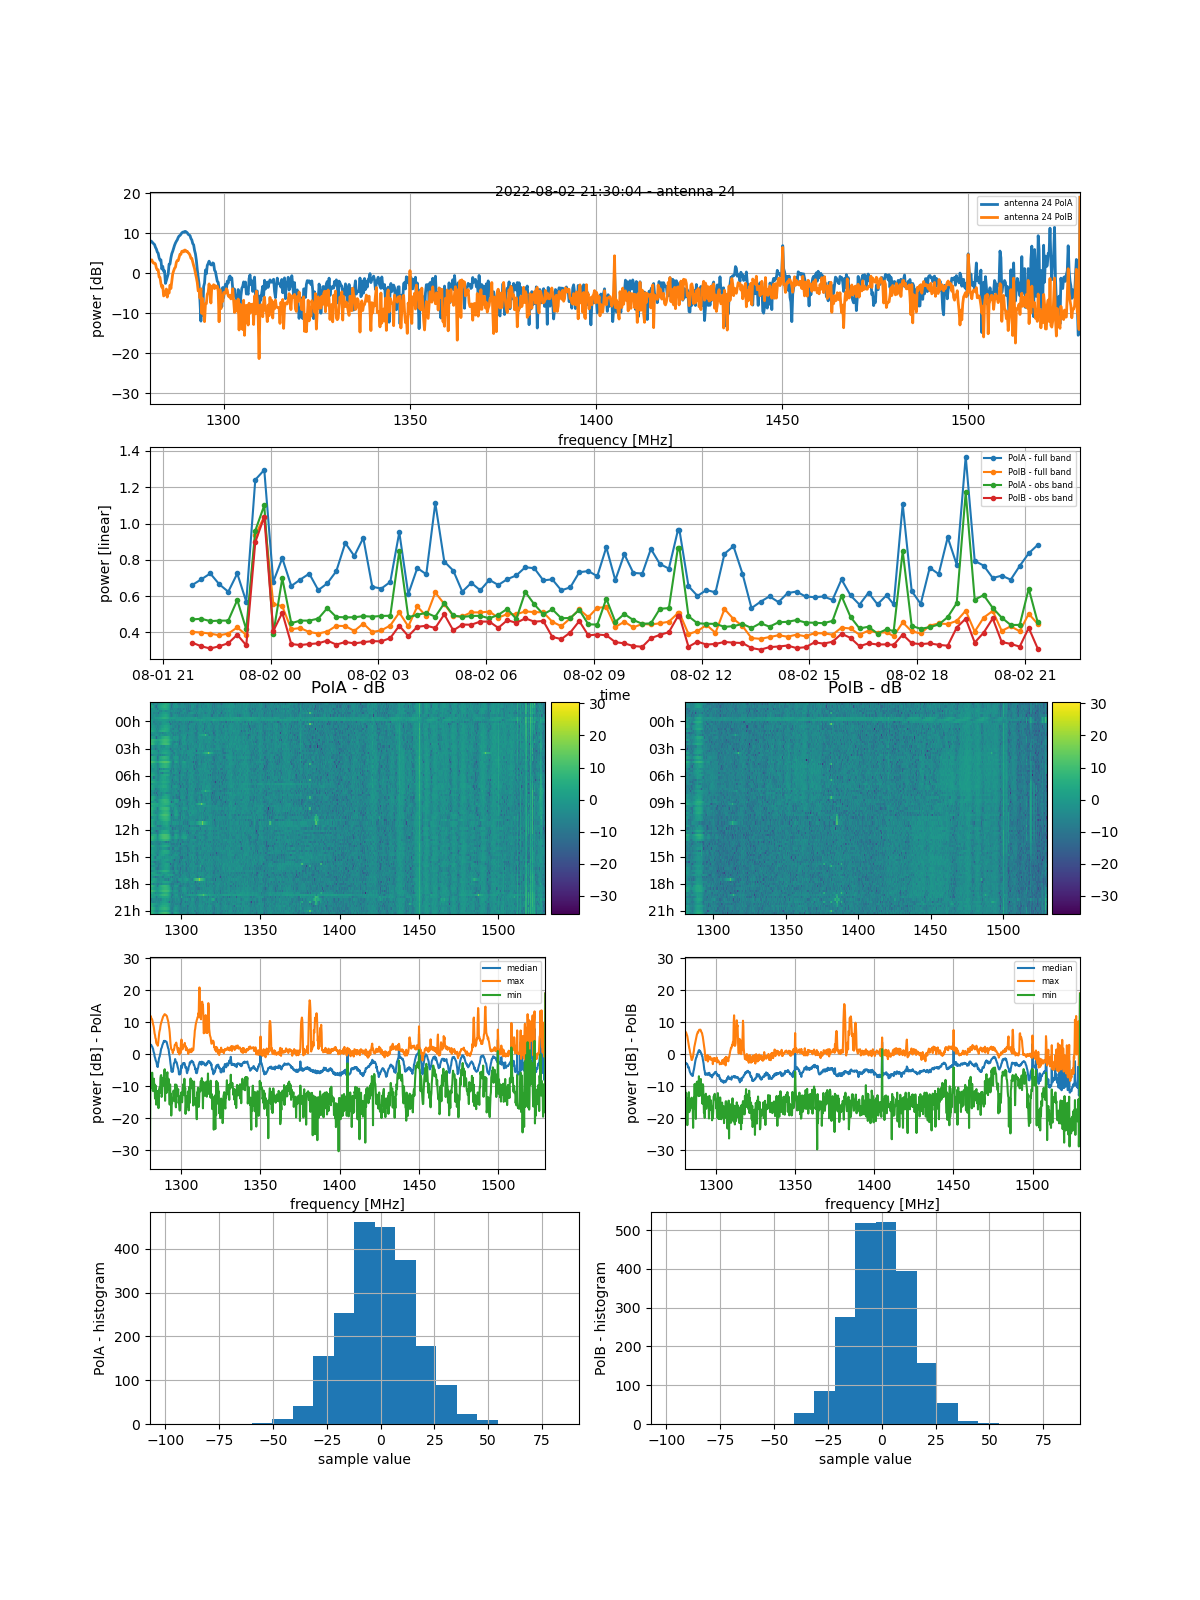 2022-08-02 21:30:04 - antenna 24
antenna 24 PolA
antenna 24 PolB
power [dB]
20
10
0
−10
−20
−30
1300 1350 1400 1450 1500
frequency [MHz]
PolA - full band
PolB - full band
PolA - obs band
PolB - obs band
power [linear]
1.4
1.2
1.0
0.8
0.6
0.4
08-01 21 08-02 00 08-02 03 08-02 06 08-02 09 08-02 12 08-02 15 08-02 18 08-02 21
time
PolA - dB
00h
03h
06h
09h
12h
15h
18h
21h
1300 1350 1400 1450 1500
30
20
10
0
−10
−20
−30
PolB - dB
00h
03h
06h
09h
12h
15h
18h
21h
1300 1350 1400 1450 1500
30
20
10
0
−10
−20
−30
power [dB] - PolA
30
20
10
0
−10
−20
−30
median
max
min
1300 1350 1400 1450 1500
frequency [MHz]
power [dB] - PolB
30
20
10
0
−10
−20
−30
median
max
min
1300 1350 1400 1450 1500
frequency [MHz]
PolA - histogram
400
300
200
100
0
−100 −75 −50 −25 0 25 50 75
sample value
PolB - histogram
500
400
300
200
100
0
−100 −75 −50 −25 0 25 50 75
sample value